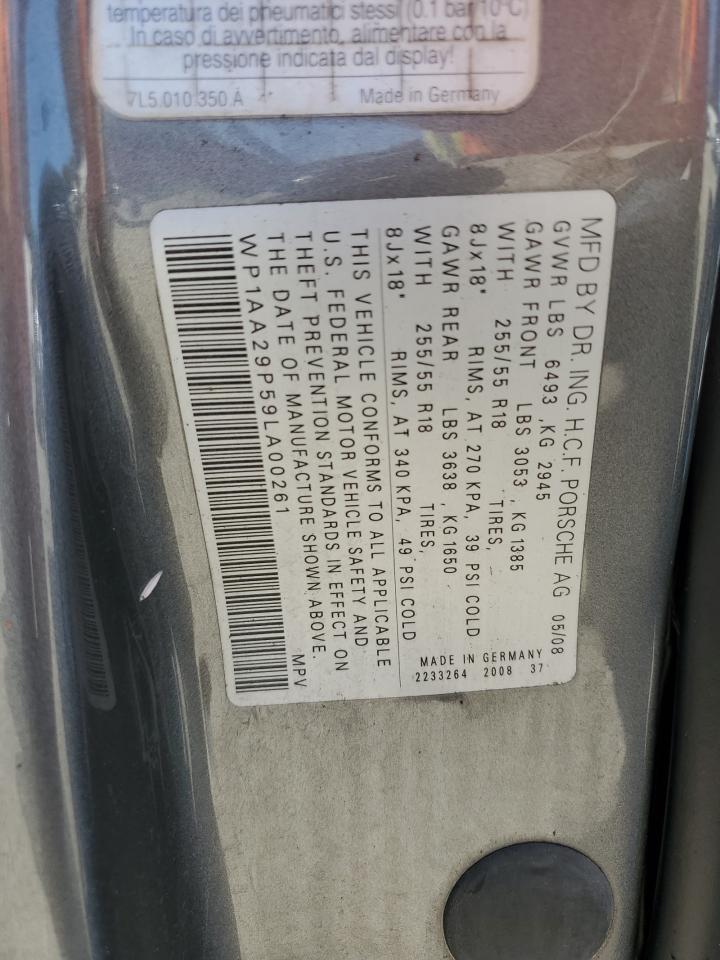 temperatura dei pneumatici stessi (0.1 bar/10°C)
In caso di avvertimento, alimentare con la
pressione indicata dal display!
7L5.010.350.A Made in Germany
MFD BY DR. ING. H.C.F. PORSCHE AG 05/08
GVWR LBS 6493 ,KG 2945
GAWR FRONT LBS 3053 ,KG 1385
WITH 255/55 R18 TIRES,
8Jx18" RIMS, AT 270 KPA, 39 PSI COLD
GAWR REAR LBS 3638 ,KG 1650
WITH 255/55 R18 TIRES,
8Jx18" RIMS, AT 340 KPA, 49 PSI COLD
MADE IN GERMANY
2233264 2008 37
THIS VEHICLE CONFORMS TO ALL APPLICABLE
U.S. FEDERAL MOTOR VEHICLE SAFETY AND
THEFT PREVENTION STANDARDS IN EFFECT ON
THE DATE OF MANUFACTURE SHOWN ABOVE.
WP1AA29P59LA00261 MPV